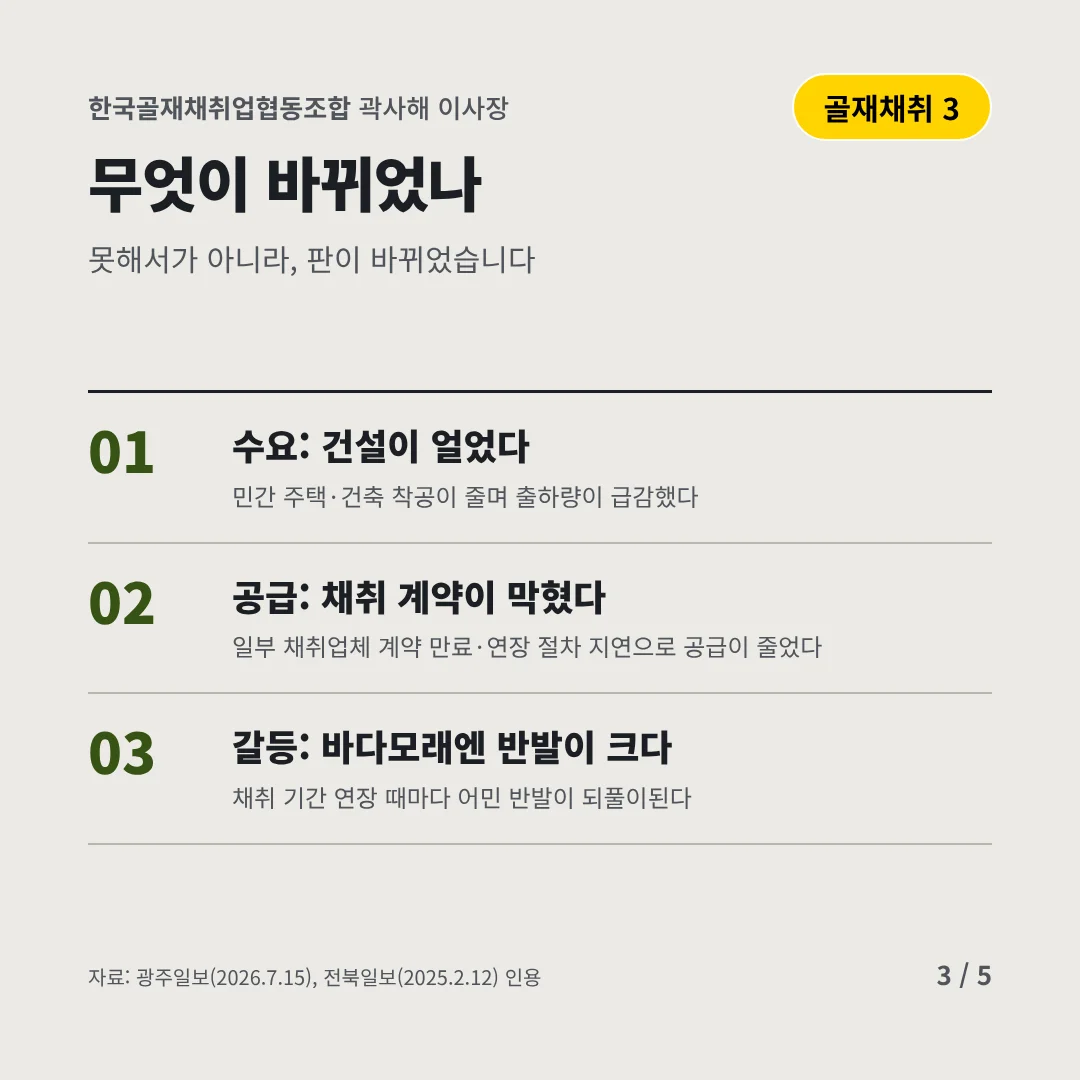 한국골재채취업협동조합 곽사해 이사장
골재채취 3
무엇이 바뀌었나
못해서가 아니라, 판이 바뀌었습니다
01
수요: 건설이 얼었다
민간 주택·건축 착공이 줄며 출하량이 급감했다
02
공급: 채취 계약이 막혔다
일부 채취업체 계약 만료·연장 절차 지연으로 공급이 줄었다
03
갈등: 바다모래엔 반발이 크다
채취 기간 연장 때마다 어민 반발이 되풀이된다
자료: 광주일보(2026.7.15), 전북일보(2025.2.12) 인용
3 / 5